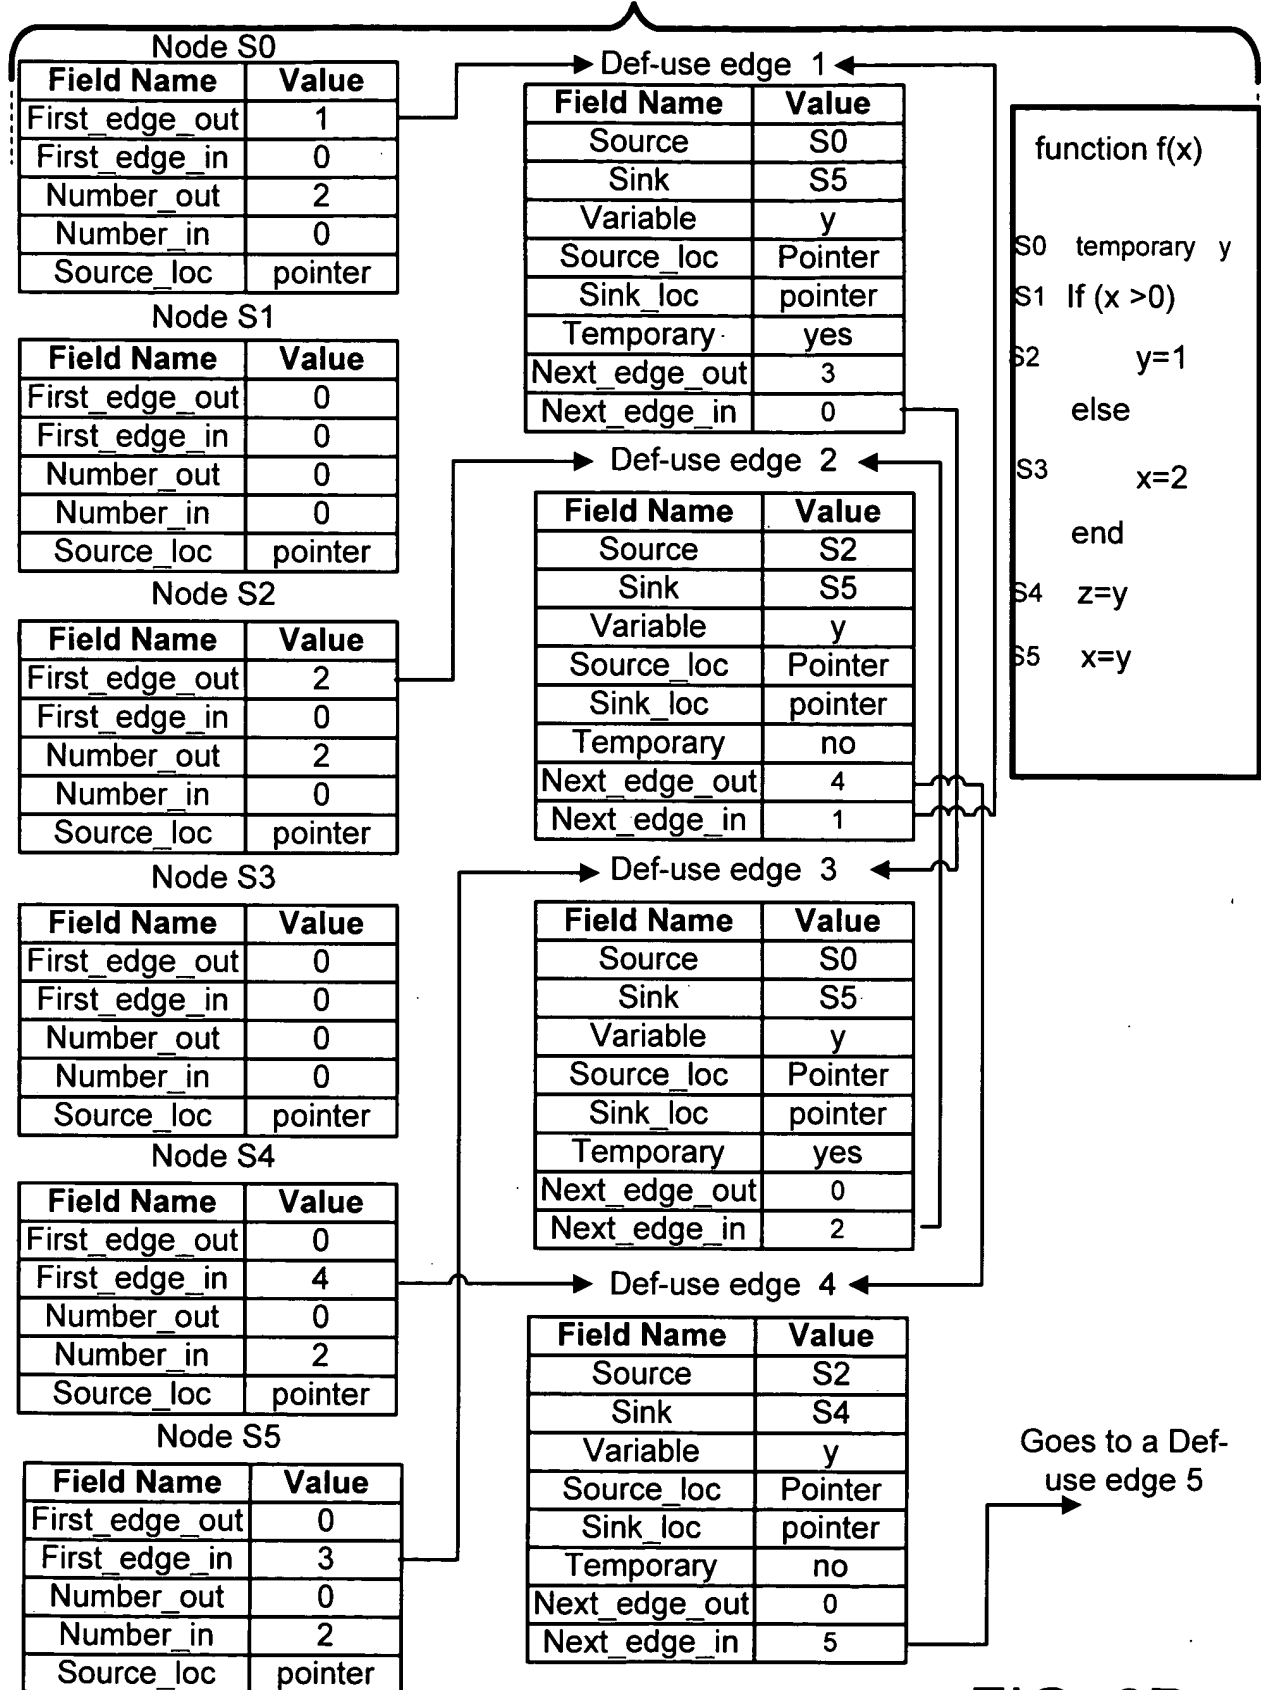 Node S0
Field Name Value
First_edge_out 1
First_edge_in 0
Number_out 2
Number_in 0
Source_loc pointer
Node S1
Field Name Value
First_edge_out 0
First_edge_in 0
Number_out 0
Number_in 0
Source_loc pointer
Node S2
Field Name Value
First_edge_out 2
First_edge_in 0
Number_out 2
Number_in 0
Source_loc pointer
Node S3
Field Name Value
First_edge_out 0
First_edge_in 0
Number_out 0
Number_in 0
Source_loc pointer
Node S4
Field Name Value
First_edge_out 0
First_edge_in 4
Number_out 0
Number_in 2
Source_loc pointer
Node S5
Field Name Value
First_edge_out 0
First_edge_in 3
Number_out 0
Number_in 2
Source_loc pointer
Def-use edge 1
Field Name Value
Source S0
Sink S5
Variable y
Source_loc Pointer
Sink_loc pointer
Temporary yes
Next_edge_out 3
Next_edge_in 0
Def-use edge 2
Field Name Value
Source S2
Sink S5
Variable y
Source_loc Pointer
Sink_loc pointer
Temporary no
Next_edge_out 4
Next_edge_in 1
Def-use edge 3
Field Name Value
Source S0
Sink S5
Variable y
Source_loc Pointer
Sink_loc pointer
Temporary yes
Next_edge_out 0
Next_edge_in 2
Def-use edge 4
Field Name Value
Source S2
Sink S4
Variable y
Source_loc Pointer
Sink_loc pointer
Temporary no
Next_edge_out 0
Next_edge_in 5
function f(x)
S0 temporary y
S1 If (x >0)
S2 y=1
else
S3 x=2
end
S4 z=y
S5 x=y
Goes to a Def-
use edge 5